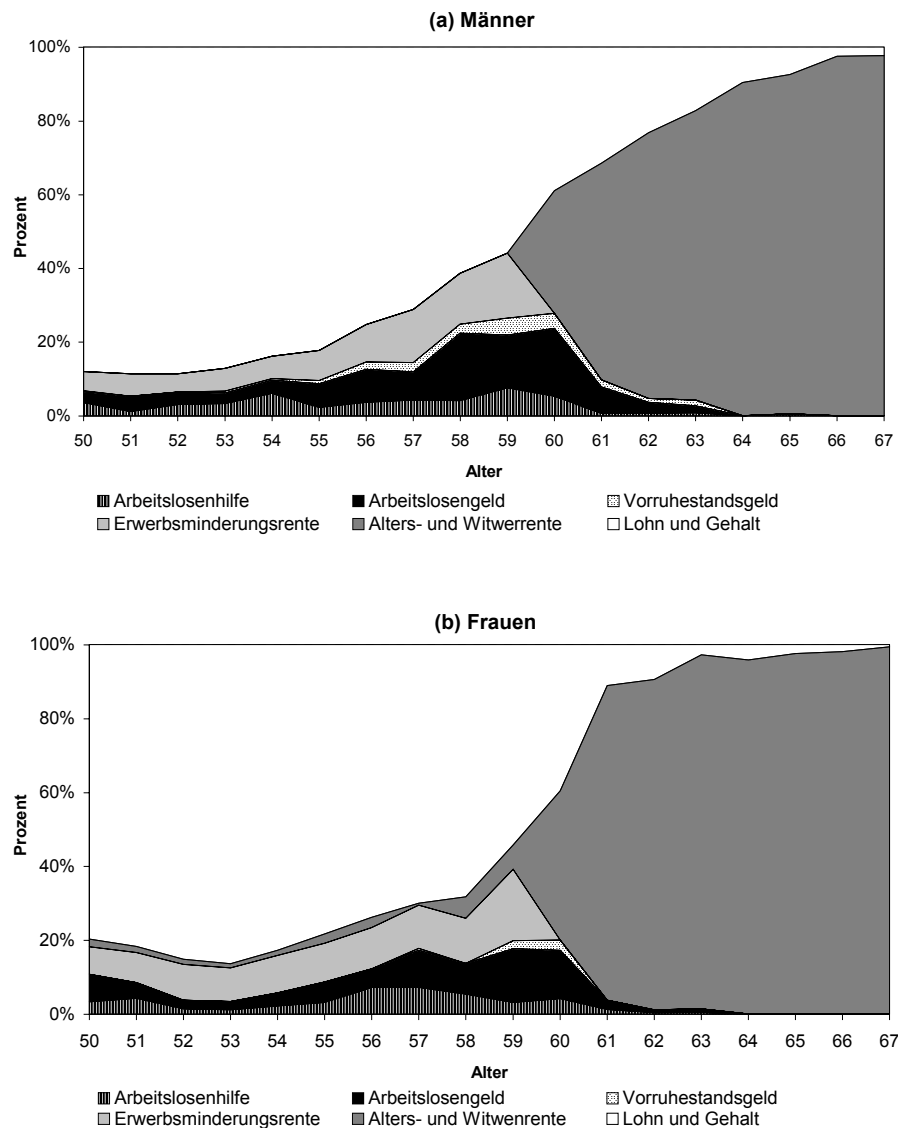 (a) Männer
100%
80%
60%
40%
20%
0%
Prozent
50 51 52 53 54 55 56 57 58 59 60 61 62 63 64 65 66 67
Alter
Arbeitslosenhilfe Arbeitslosengeld Vorruhestandsgeld
Erwerbsminderungsrente Alters- und Witwerrente Lohn und Gehalt
(b) Frauen
100%
80%
60%
40%
20%
0%
Prozent
50 51 52 53 54 55 56 57 58 59 60 61 62 63 64 65 66 67
Alter
Arbeitslosenhilfe Arbeitslosengeld Vorruhestandsgeld
Erwerbsminderungsrente Alters- und Witwenrente Lohn und Gehalt